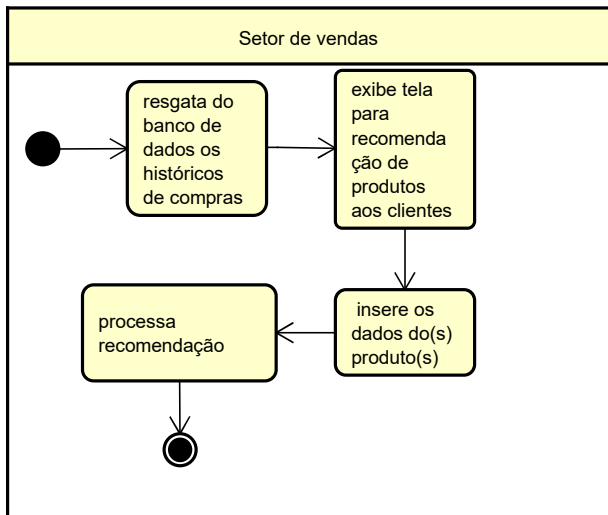 Setor de vendas
resgata do
banco de
dados os
históricos
de compras
exibe tela
para
recomenda
ção de
produtos
aos clientes
insere os
dados do(s)
produto(s)
processa
recomendação